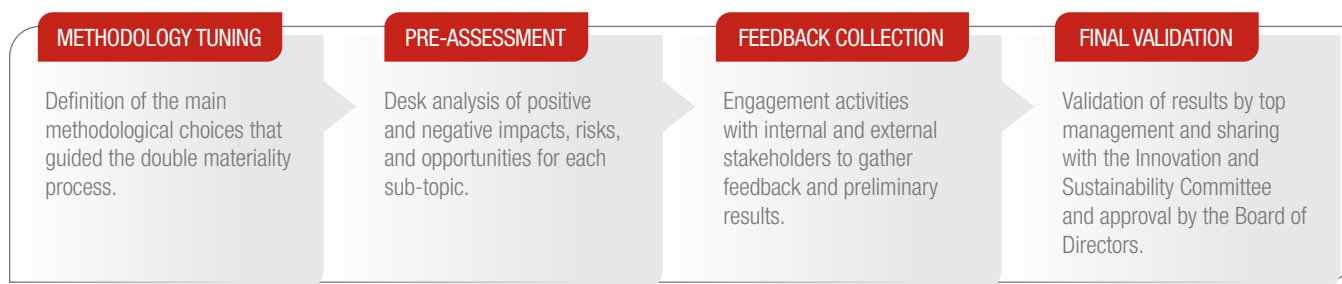 METHODOLOGY TUNING
Definition of the main
methodological choices that
guided the double materiality
process.
PRE-ASSESSMENT
Desk analysis of positive
and negative impacts, risks,
and opportunities for each
sub-topic.
FEEDBACK COLLECTION
Engagement activities
with internal and external
stakeholders to gather
feedback and preliminary
results.
FINAL VALIDATION
Validation of results by top
management and sharing
with the Innovation and
Sustainability Committee
and approval by the Board of
Directors.